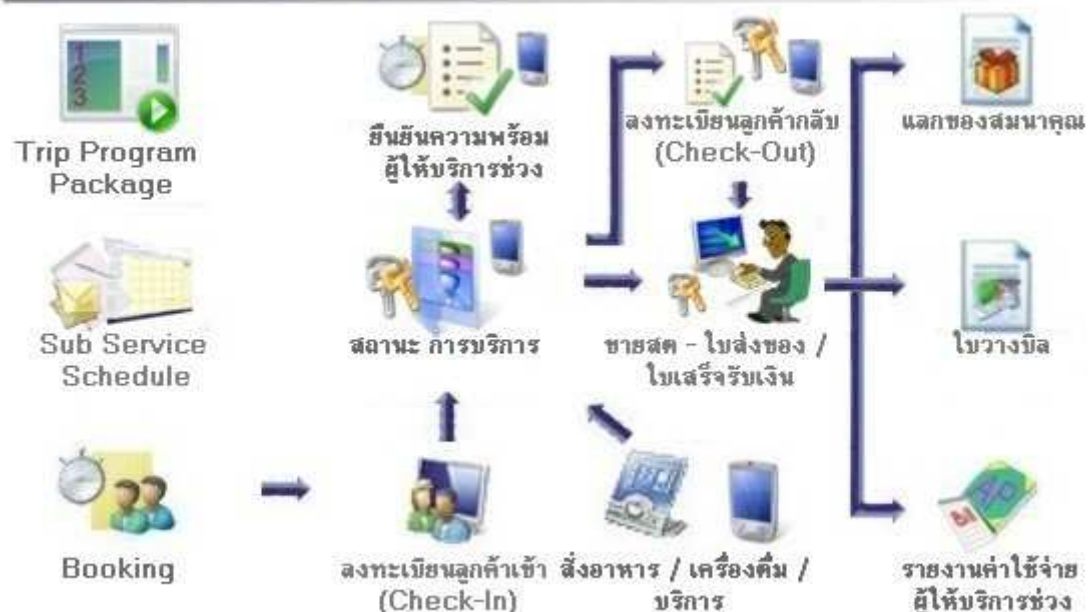 1
2
3
Trip Program
Package
ยืนยันความพร้อม
ผู้ให้บริการช่วง
ลงทะเบียนลูกค้ากลับ
(Check-Out)
แลกของสมนาคุณ
Sub Service
Schedule
สถานะ การบริการ
ขายสด - ใบส่งของ /
ใบเสร็จรับเงิน
ใบวางบิล
Booking
ลงทะเบียนลูกค้าเข้า
(Check-In)
สั่งอาหาร / เครื่องดื่ม /
บริการ
รายงานค่าใช้จ่าย
ผู้ให้บริการช่วง